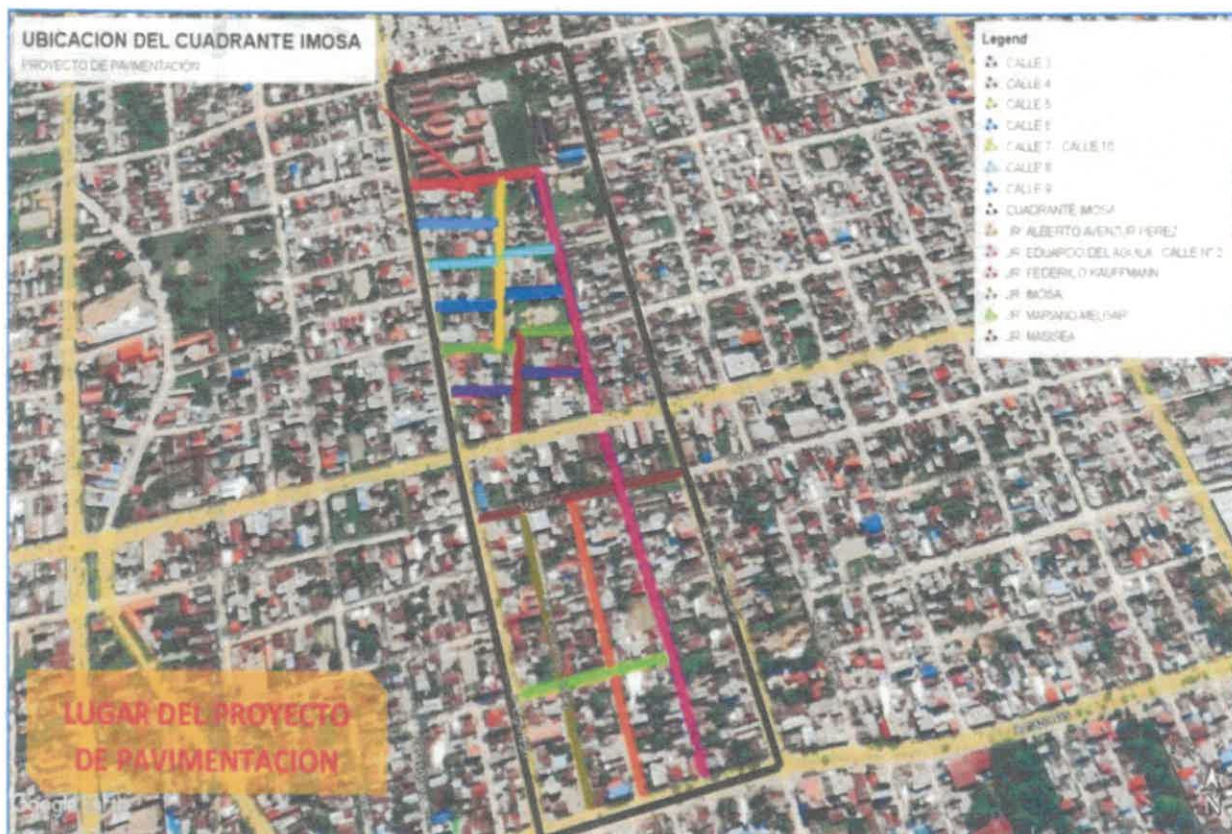 UBICACION DEL CUADRANTE IMOSA
PROYECTO DE PAVIMENTACIÓN
Legend
CALLE 3
CALLE 4
CALLE 5
CALLE 6
CALLE 7 CALLE 10
CALLE 8
CALLE 9
CUADRANTE IMOSA
JR. ALBERTO AVENTUR PEREZ
JR. EDUARDO DEL AGUILA CALLE N° 2
JR. FEDERICO KAUFFMANN
JR. IMOSA
JR. MARIANO MELGAR
JR. MASISEA
LUGAR DEL PROYECTO
DE PAVIMENTACION
Google Earth
N